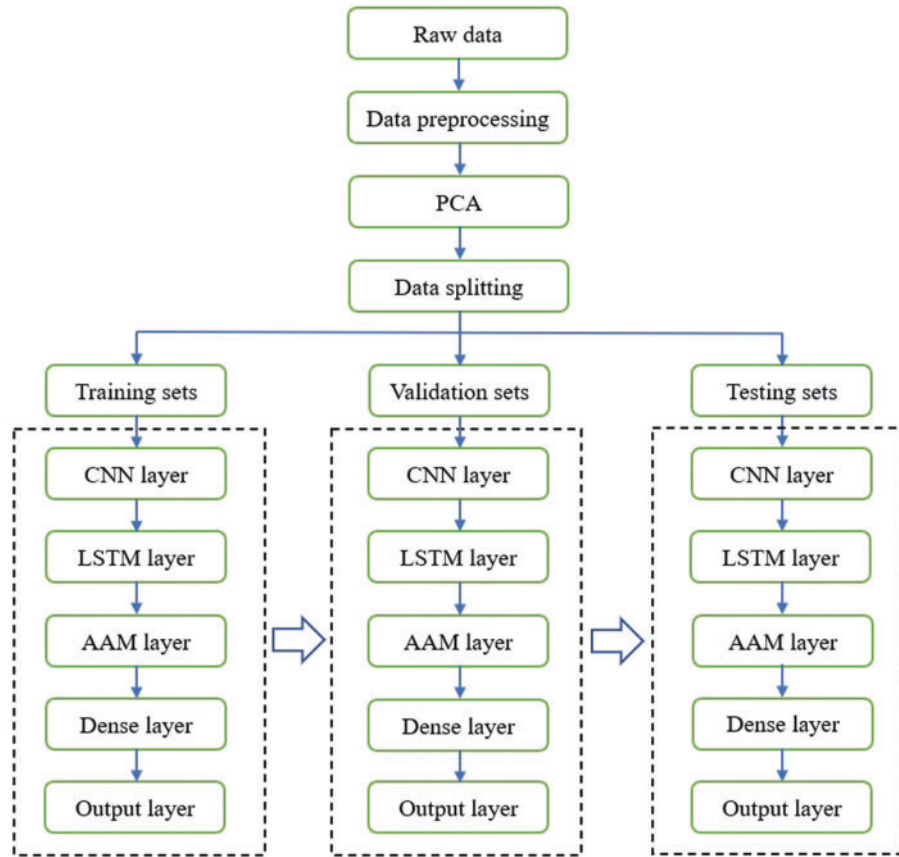 Raw data
Data preprocessing
PCA
Data splitting
Training sets
CNN layer
LSTM layer
AAM layer
Dense layer
Output layer
Validation sets
CNN layer
LSTM layer
AAM layer
Dense layer
Output layer
Testing sets
CNN layer
LSTM layer
AAM layer
Dense layer
Output layer